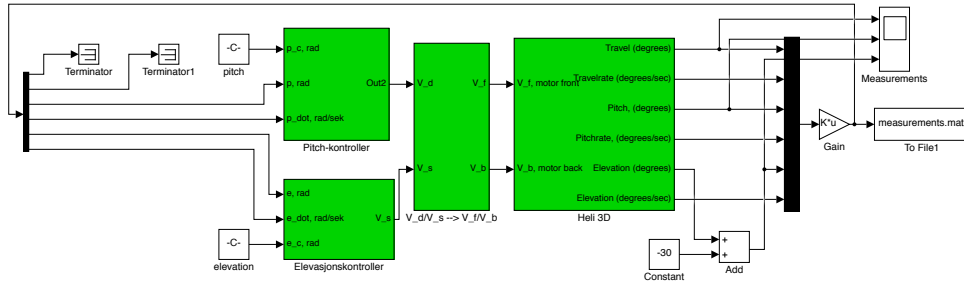 Terminator
Terminator1
-C-
pitch
p_c, rad
p, rad
p_dot, rad/sek
Out2
Pitch-kontroller
e, rad
e_dot, rad/sek
e_c, rad
V_s
Elevasjonskontroller
-C-
elevation
V_d
V_s
V_f
V_b
V_d/V_s --> V_f/V_b
V_f, motor front
V_b, motor back
Travel (degrees)
Travelrate (degrees/sec)
Pitch, (degrees)
Pitchrate, (degrees/sec)
Elevation (degrees)
Elevation (degrees/sec)
Heli 3D
-30
Constant
+
+
Add
K*u
Gain
Measurements
measurements.mat
To File1